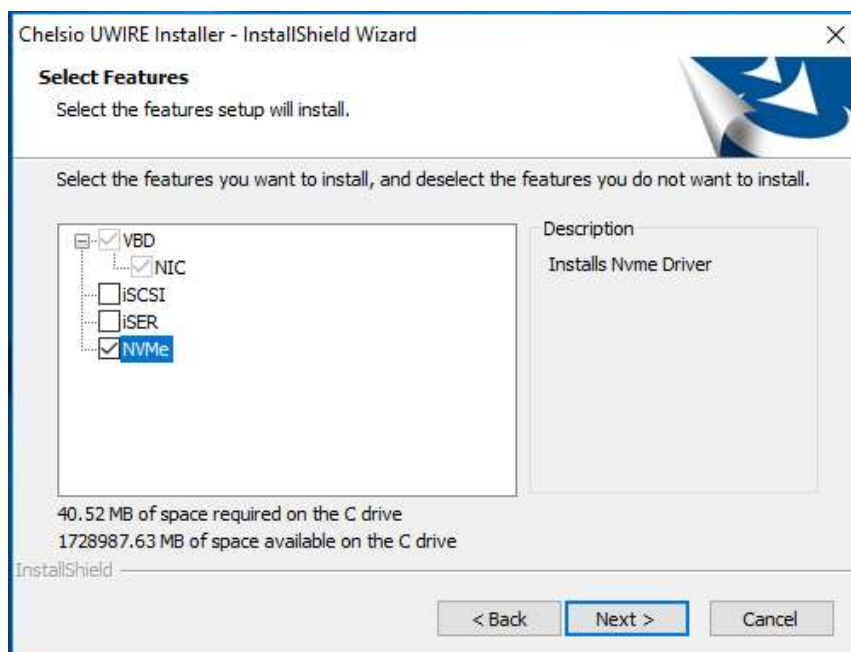 Chelsio UWIRE Installer - InstallShield Wizard
Select Features
Select the features setup will install.
Select the features you want to install, and deselect the features you do not want to install.
VBD
NIC
iSCSI
iSER
NVMe
Description
Installs Nvme Driver
40.52 MB of space required on the C drive
1728987.63 MB of space available on the C drive
InstallShield
< Back
Next >
Cancel